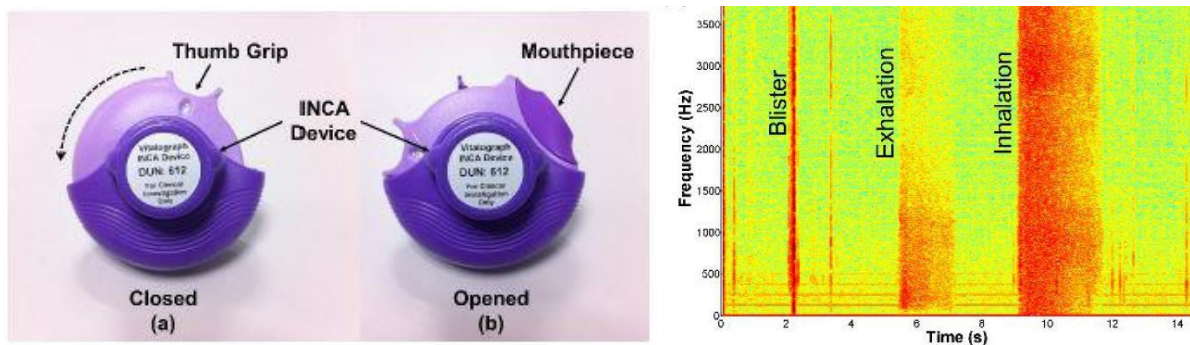 Thumb Grip
INCA
Device
Vitalograph
INCA Device
DUN: 612
For Clinical
Investigation
Only
Closed
(a)
Mouthpiece
Vitalograph
INCA Device
DUN: 612
For Clinical
Investigation
Only
Opened
(b)
Frequency (Hz)
3500
3000
2500
2000
1500
1000
500
0
Blister
Exhalation
Inhalation
0 2 4 6 8 10 12 14
Time (s)